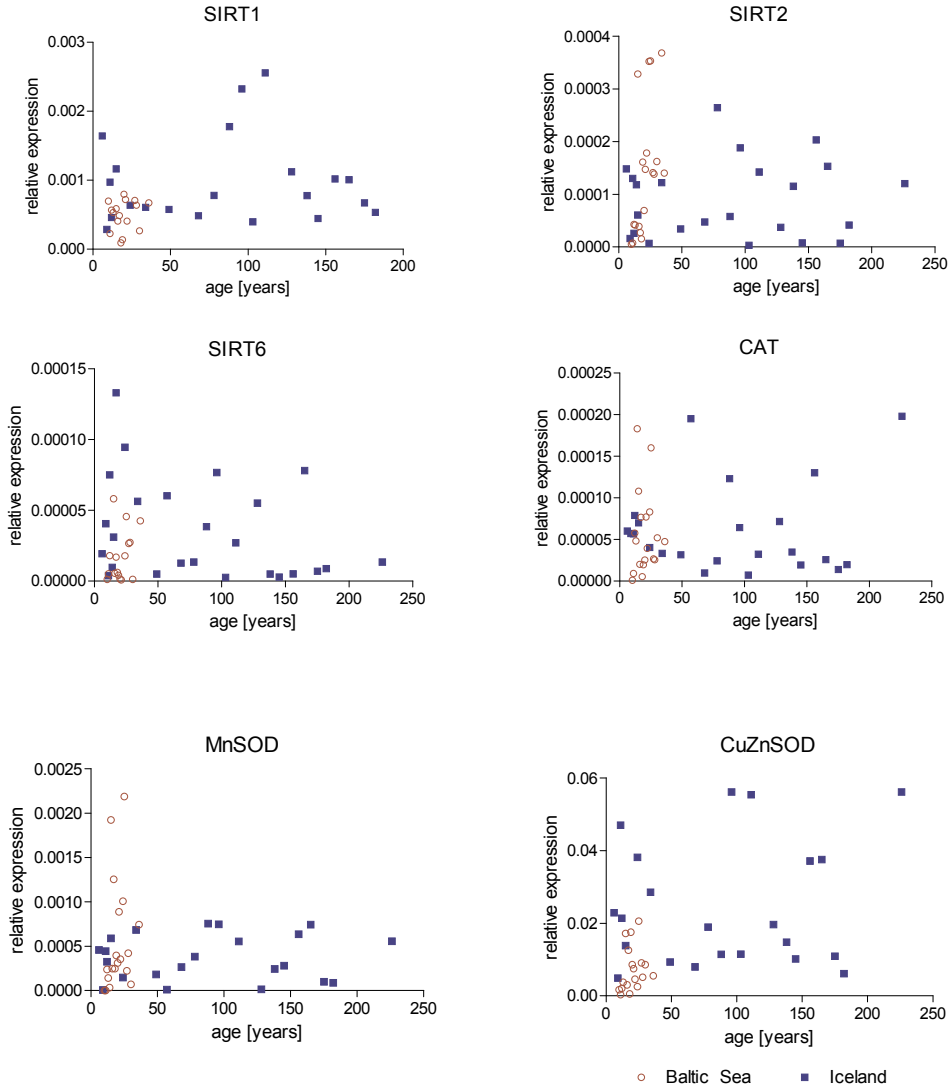 SIRT1
SIRT2
relative expression
0.003
0.002
0.001
0.000
0 50 100 150 200
age [years]
relative expression
0.0004
0.0003
0.0002
0.0001
0.0000
0 50 100 150 200 250
age [years]
SIRT6
CAT
relative expression
0.00015
0.00010
0.00005
0.00000
0 50 100 150 200 250
age [years]
relative expression
0.00025
0.00020
0.00015
0.00010
0.00005
0.00000
0 50 100 150 200 250
age [years]
MnSOD
CuZnSOD
relative expression
0.0025
0.0020
0.0015
0.0010
0.0005
0.0000
0 50 100 150 200 250
age [years]
relative expression
0.06
0.04
0.02
0.00
0 50 100 150 200 250
age [years]
Baltic Sea Iceland